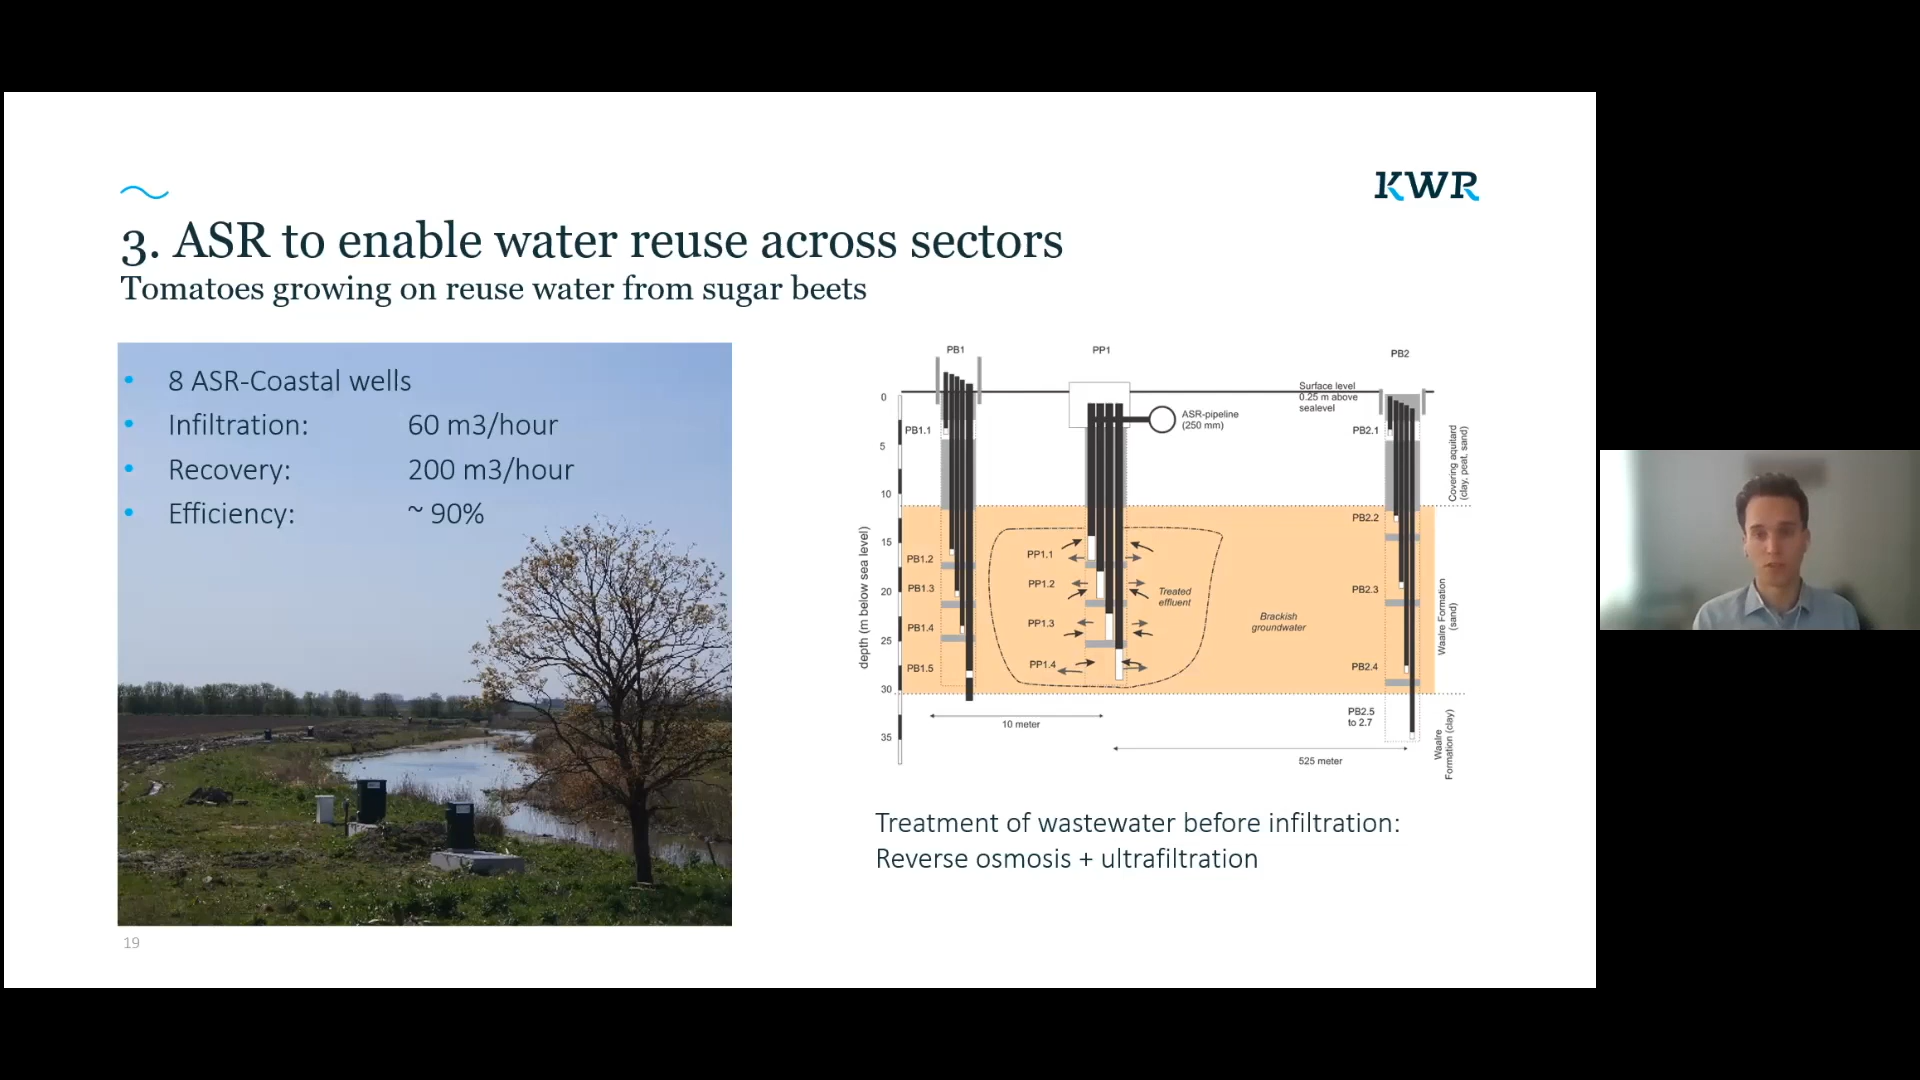 KWR
3. ASR to enable water reuse across sectors
Tomatoes growing on reuse water from sugar beets
• 8 ASR-Coastal wells
• Infiltration: 60 m3/hour
• Recovery: 200 m3/hour
• Efficiency: ~ 90%
PB1
PP1
PB2
Surface level
0.25 m above
sealevel
ASR-pipeline
(250 mm)
depth (m below sea level)
0
5
10
15
20
25
30
35
PB1.1
PB1.2
PB1.3
PB1.4
PB1.5
PP1.1
PP1.2
PP1.3
PP1.4
Treated
effluent
Brackish
groundwater
PB2.1
PB2.2
PB2.3
PB2.4
PB2.5
to 2.7
Covering aquitard
(clay, peat, sand)
Waalre Formation
(sand)
Waalre
Formation (clay)
10 meter
525 meter
Treatment of wastewater before infiltration:
Reverse osmosis + ultrafiltration
19